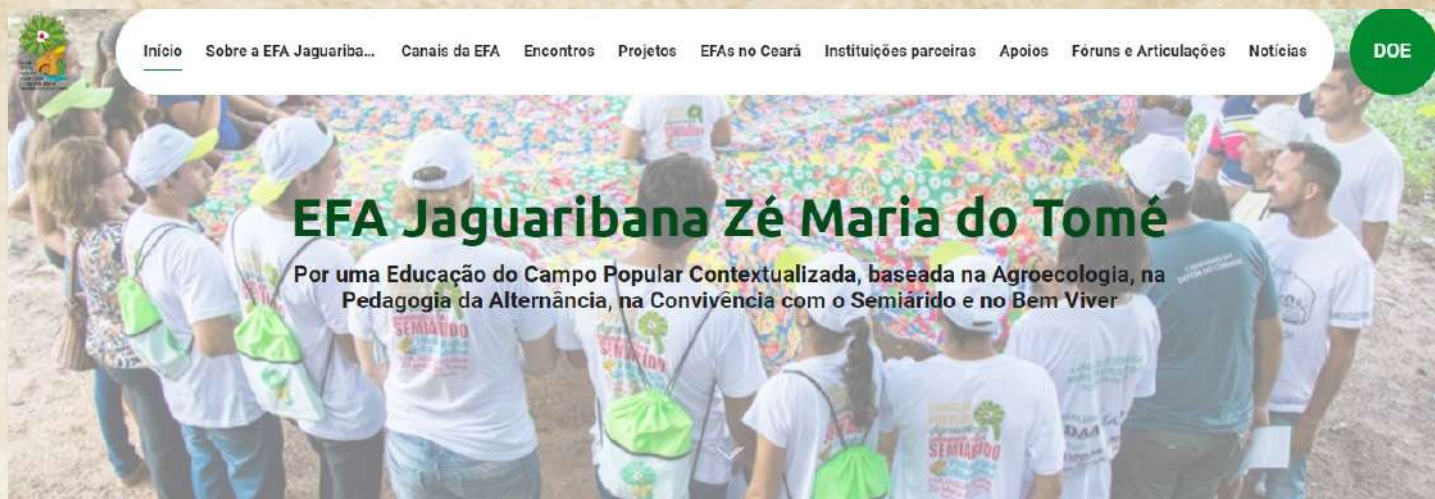 Início
Sobre a EFA Jaguariba...
Canais da EFA
Encontros
Projetos
EFAs no Ceará
Instituições parceiras
Apoios
Fóruns e Articulações
Notícias
DOE
EFA Jaguaribana Zé Maria do Tomé
Por uma Educação do Campo Popular Contextualizada, baseada na Agroecologia, na
Pedagogia da Alternância, na Convivência com o Semiárido e no Bem Viver
SEMIÁRIDO
SEMIÁRIDO